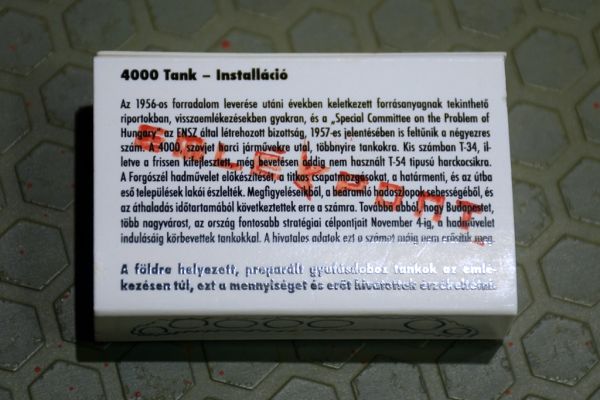 4000 Tank – Installáció
Az 1956-os forradalom leverése utáni években keletkezett forrásanyagnak tekinthető
riportokban, visszaemlékezésekben gyakran, és a „Special Committee on the Problem of
Hungary" az ENSZ által létrehozott bizottság, 1957-es jelentésében is feltűnik a négyezres
szám. 4000, szovjet harci járművekre utal, többnyire tankokra. Kis számban T-34, il-
letve a frissen kifejlesztett, még bevetésen addig nem használt T-54 tipusú harckocsikra.
A Forgószél hadművelet előkészítését, a titkos csapatmozgásokat, a határmenti, és az útba
eső települések lakói észlelték. Megfigyeléseikből, a beáramló hadoszlopok sebességéből, és
az áthaladás időtartamából következtettek erre a számra. Továbbá abból, hogy Budapestet,
több nagyvárost, az ország fontosabb stratégiai célpontjait November 4-ig, a hadművelet
indulásáig körbevettek tankokkal. A hivatalos adatok ezt a számot máig nem erősítik meg.
A földre helyezett, preparált gyufásdoboz tankok az emlé-
kezésen túl, ezt a mennyiséget és erőt hivatottak érzékeltetni.